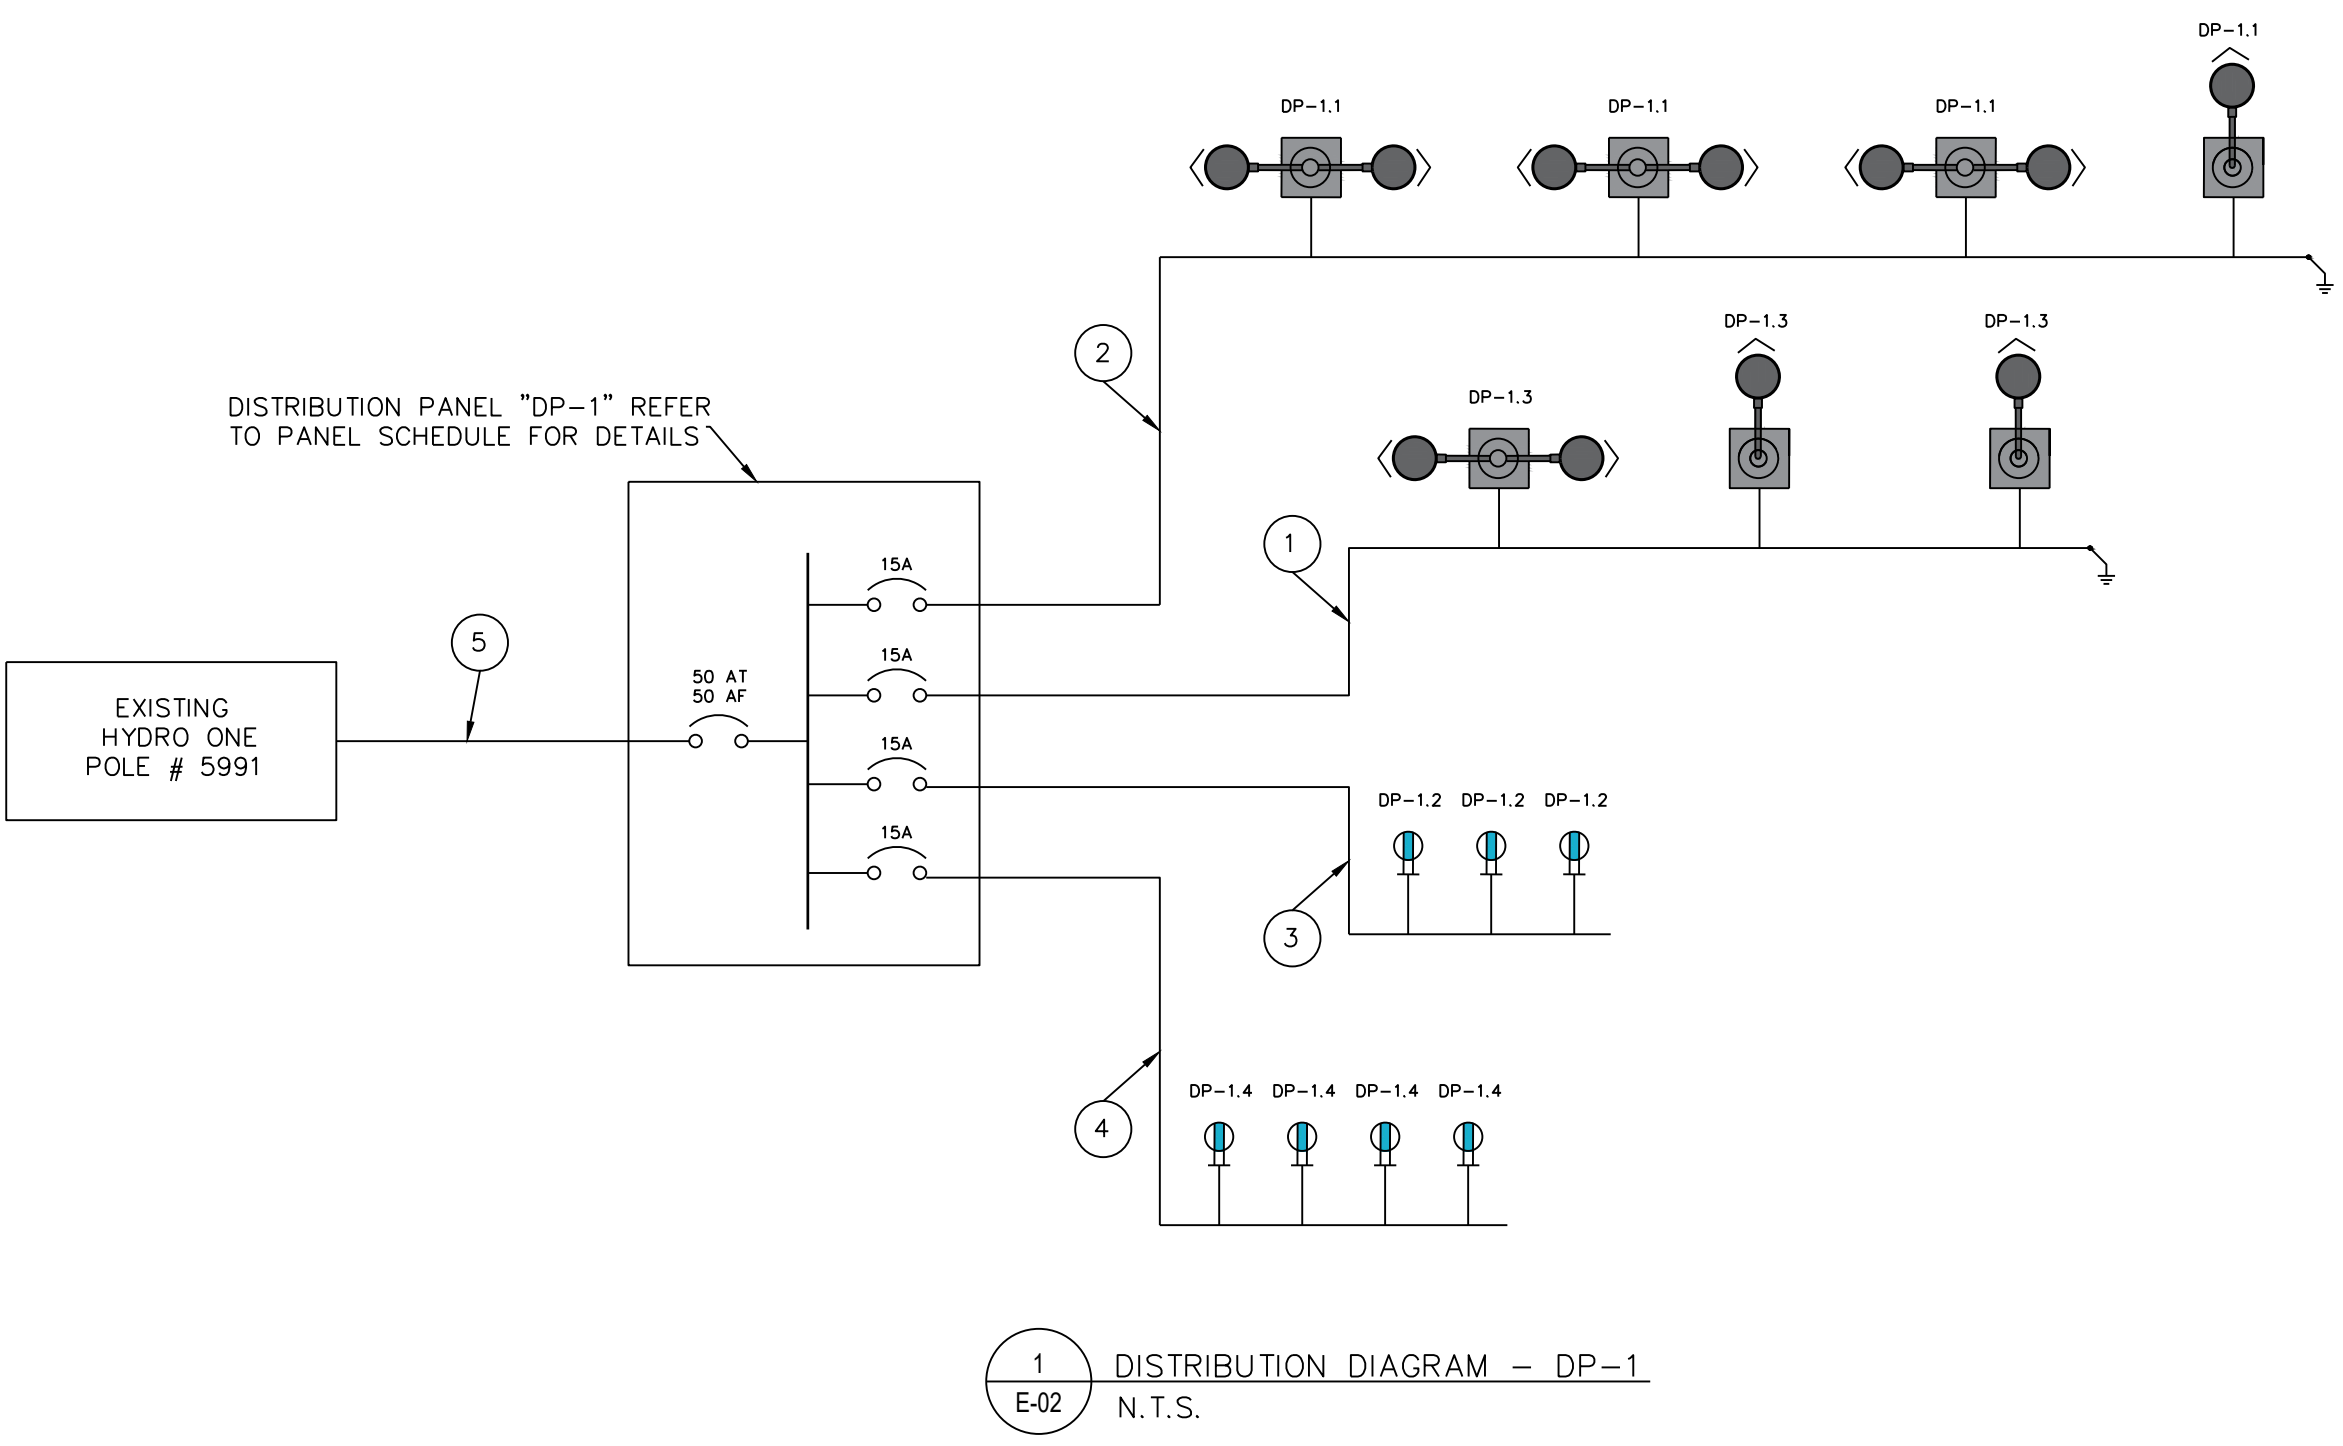 DP-1.1
DP-1.1 DP-1.1 DP-1.1
DP-1.3 DP-1.3
2
DP-1.3
DISTRIBUTION PANEL "DP-1" REFER
TO PANEL SCHEDULE FOR DETAILS
1
15A
5
15A
50 AT
50 AF
EXISTING
HYDRO ONE
POLE # 5991
15A
DP-1.2 DP-1.2 DP-1.2
15A
3
DP-1.4 DP-1.4 DP-1.4 DP-1.4
4
1
E-02
DISTRIBUTION DIAGRAM - DP-1
N.T.S.